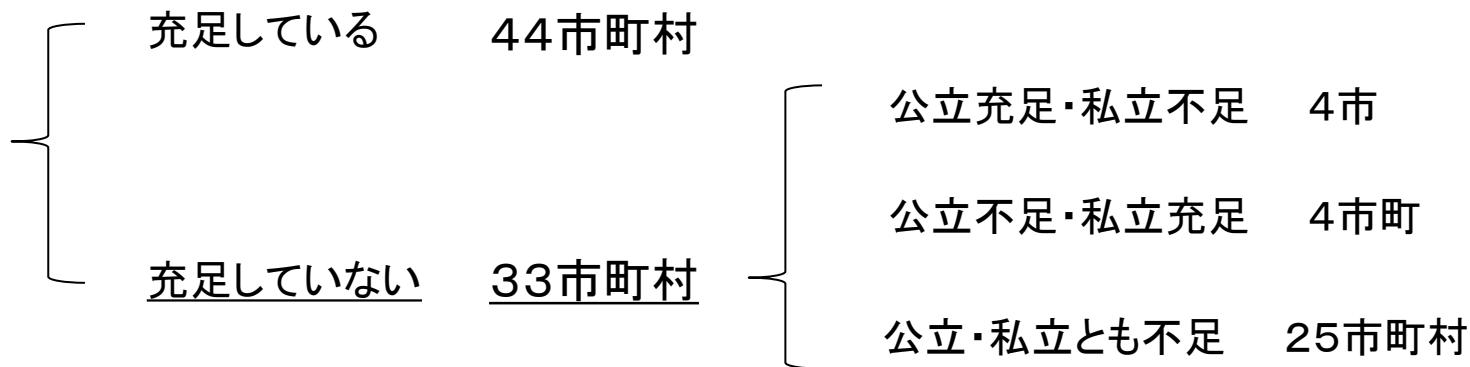 充足している　44市町村
公立充足・私立不足　4市
公立不足・私立充足　4市町
充足していない　33市町村
公立・私立とも不足　25市町村